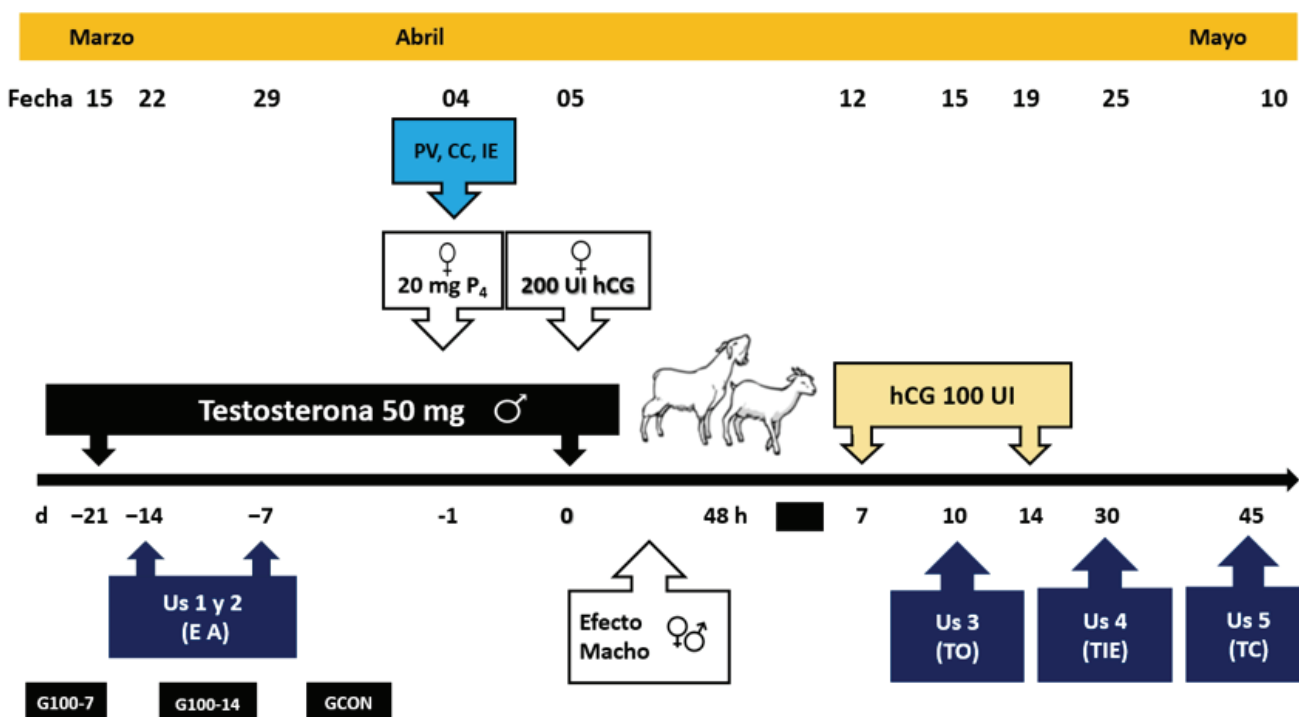 Marzo Abril Mayo
Fecha 15 22 29 04 05 12 15 19 25 10
PV, CC, IE
♀ ♀
20 mg P₄ 200 UI hCG
Testosterona 50 mg ♂
hCG 100 UI
d −21 −14 −7 -1 0 48 h 7 10 14 30 45
Us 1 y 2
(E A)
Efecto
Macho ♀♂
Us 3
(TO)
Us 4
(TIE)
Us 5
(TC)
G100-7 G100-14 GCON